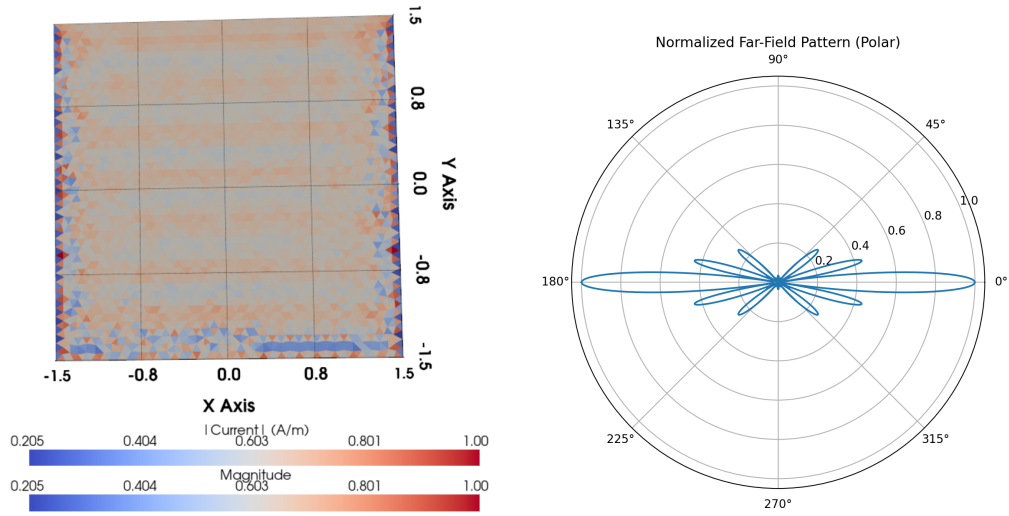 1.5
0.8
0.0
-0.8
-1.5
Y Axis
-1.5 -0.8 0.0 0.8 1.5
X Axis
|Current| (A/m)
0.205 0.404 0.603 0.801 1.00
Magnitude
0.205 0.404 0.603 0.801 1.00
Normalized Far-Field Pattern (Polar)
90°
135° 45°
1.0
0.8
0.6
0.4
0.2
180° 0°
225° 315°
270°